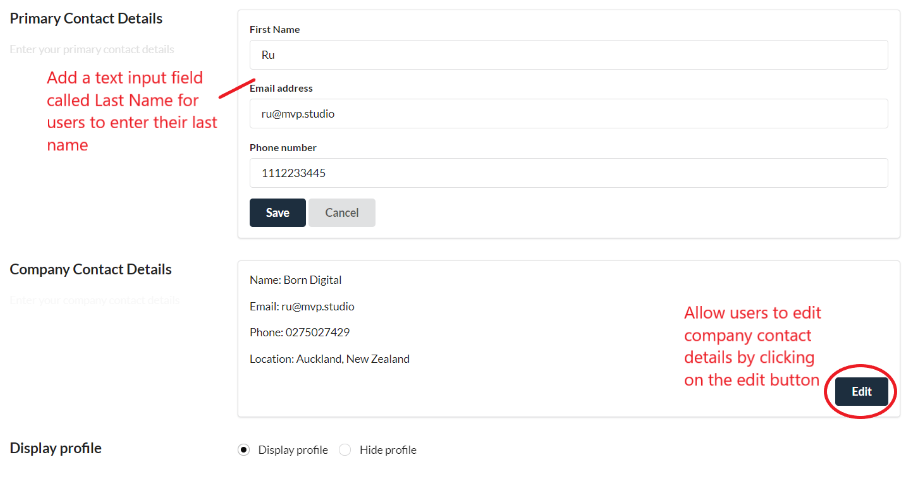 Primary Contact Details
Enter your primary contact details
First Name
Ru
Add a text input field
called Last Name for
users to enter their last
name
Email address
ru@mvp.studio
Phone number
1112233445
Save
Cancel
Company Contact Details
Enter your company contact details
Name: Born Digital
Email: ru@mvp.studio
Phone: 0275027429
Location: Auckland, New Zealand
Allow users to edit
company contact
details by clicking
on the edit button
Edit
Display profile
Display profile
Hide profile